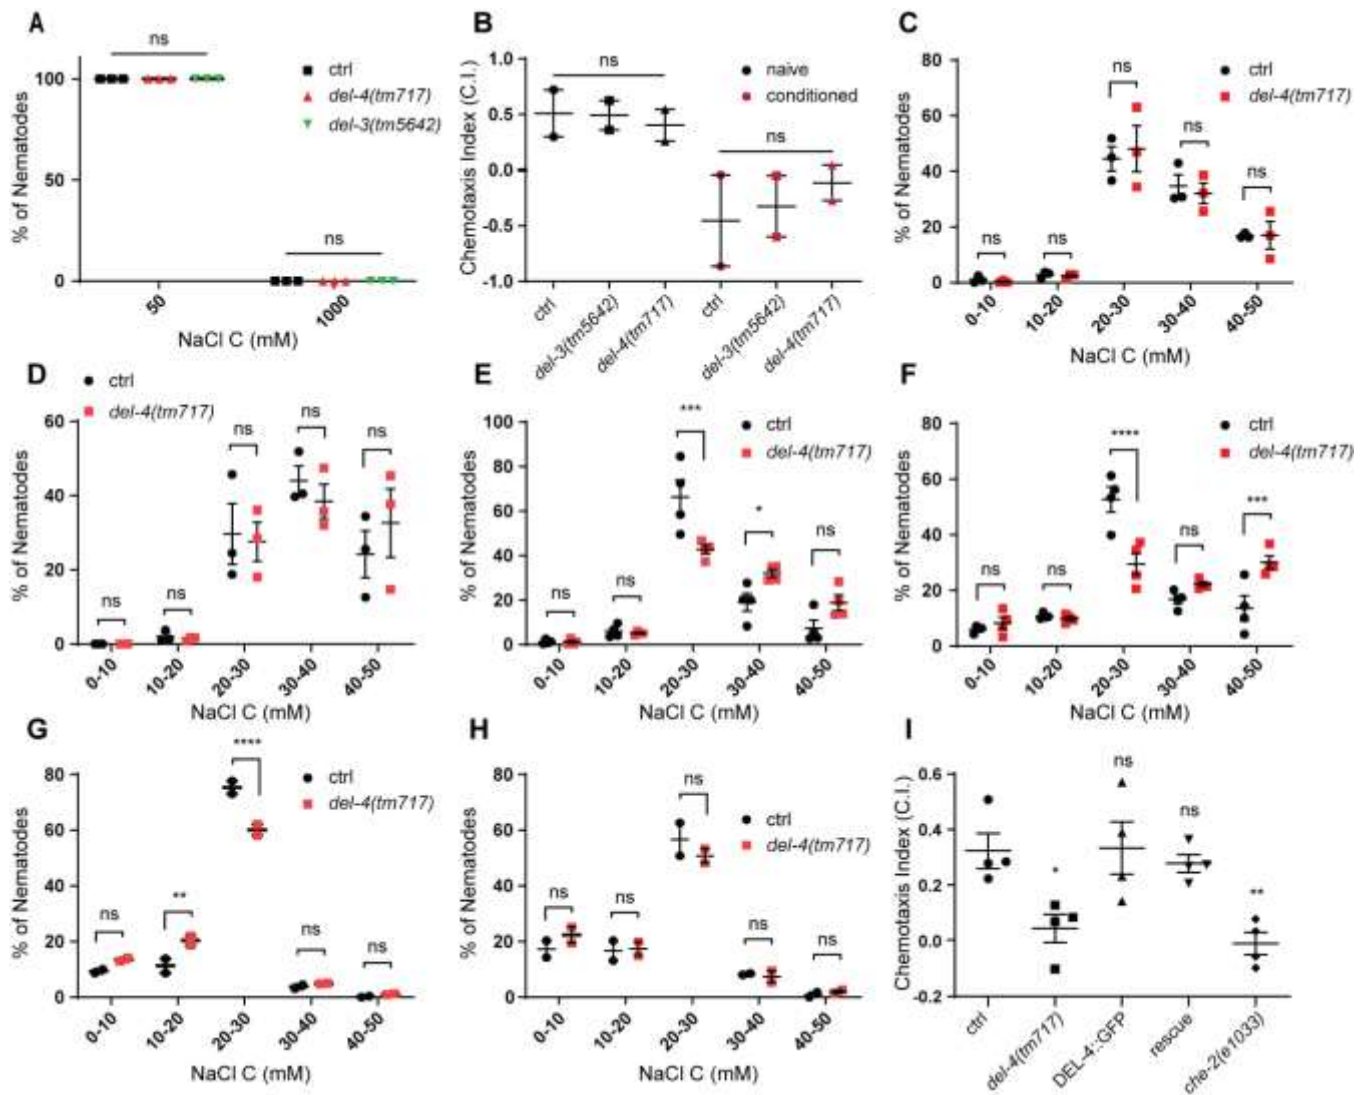 A
% of Nematodes
100
50
0
ns
ns
ctrl
del-4(tm717)
del-3(tm5642)
50
1000
NaCl C (mM)
B
Chemotaxis Index (C.I.)
1.0
0.5
0.0
-0.5
-1.0
ns
ns
naive
conditioned
ctrl
del-3(tm5642)
del-4(tm717)
ctrl
del-3(tm5642)
del-4(tm717)
C
% of Nematodes
80
60
40
20
0
ns
ns
ns
ns
ns
ctrl
del-4(tm717)
0-10
10-20
20-30
30-40
40-50
NaCl C (mM)
D
ctrl
del-4(tm717)
% of Nematodes
60
40
20
0
ns
ns
ns
ns
ns
0-10
10-20
20-30
30-40
40-50
NaCl C (mM)
E
% of Nematodes
100
80
60
40
20
0
ns
ns
***
*
ns
ctrl
del-4(tm717)
0-10
10-20
20-30
30-40
40-50
NaCl C (mM)
F
% of Nematodes
80
60
40
20
0
ns
ns
****
ns
***
ctrl
del-4(tm717)
0-10
10-20
20-30
30-40
40-50
NaCl C (mM)
G
% of Nematodes
80
60
40
20
0
ns
**
****
ns
ns
ctrl
del-4(tm717)
0-10
10-20
20-30
30-40
40-50
NaCl C (mM)
H
% of Nematodes
80
60
40
20
0
ns
ns
ns
ns
ns
ctrl
del-4(tm717)
0-10
10-20
20-30
30-40
40-50
NaCl C (mM)
I
Chemotaxis Index (C.I.)
0.6
0.4
0.2
0.0
-0.2
*
ns
ns
**
ctrl
del-4(tm717)
DEL-4::GFP
rescue
che-2(e1033)